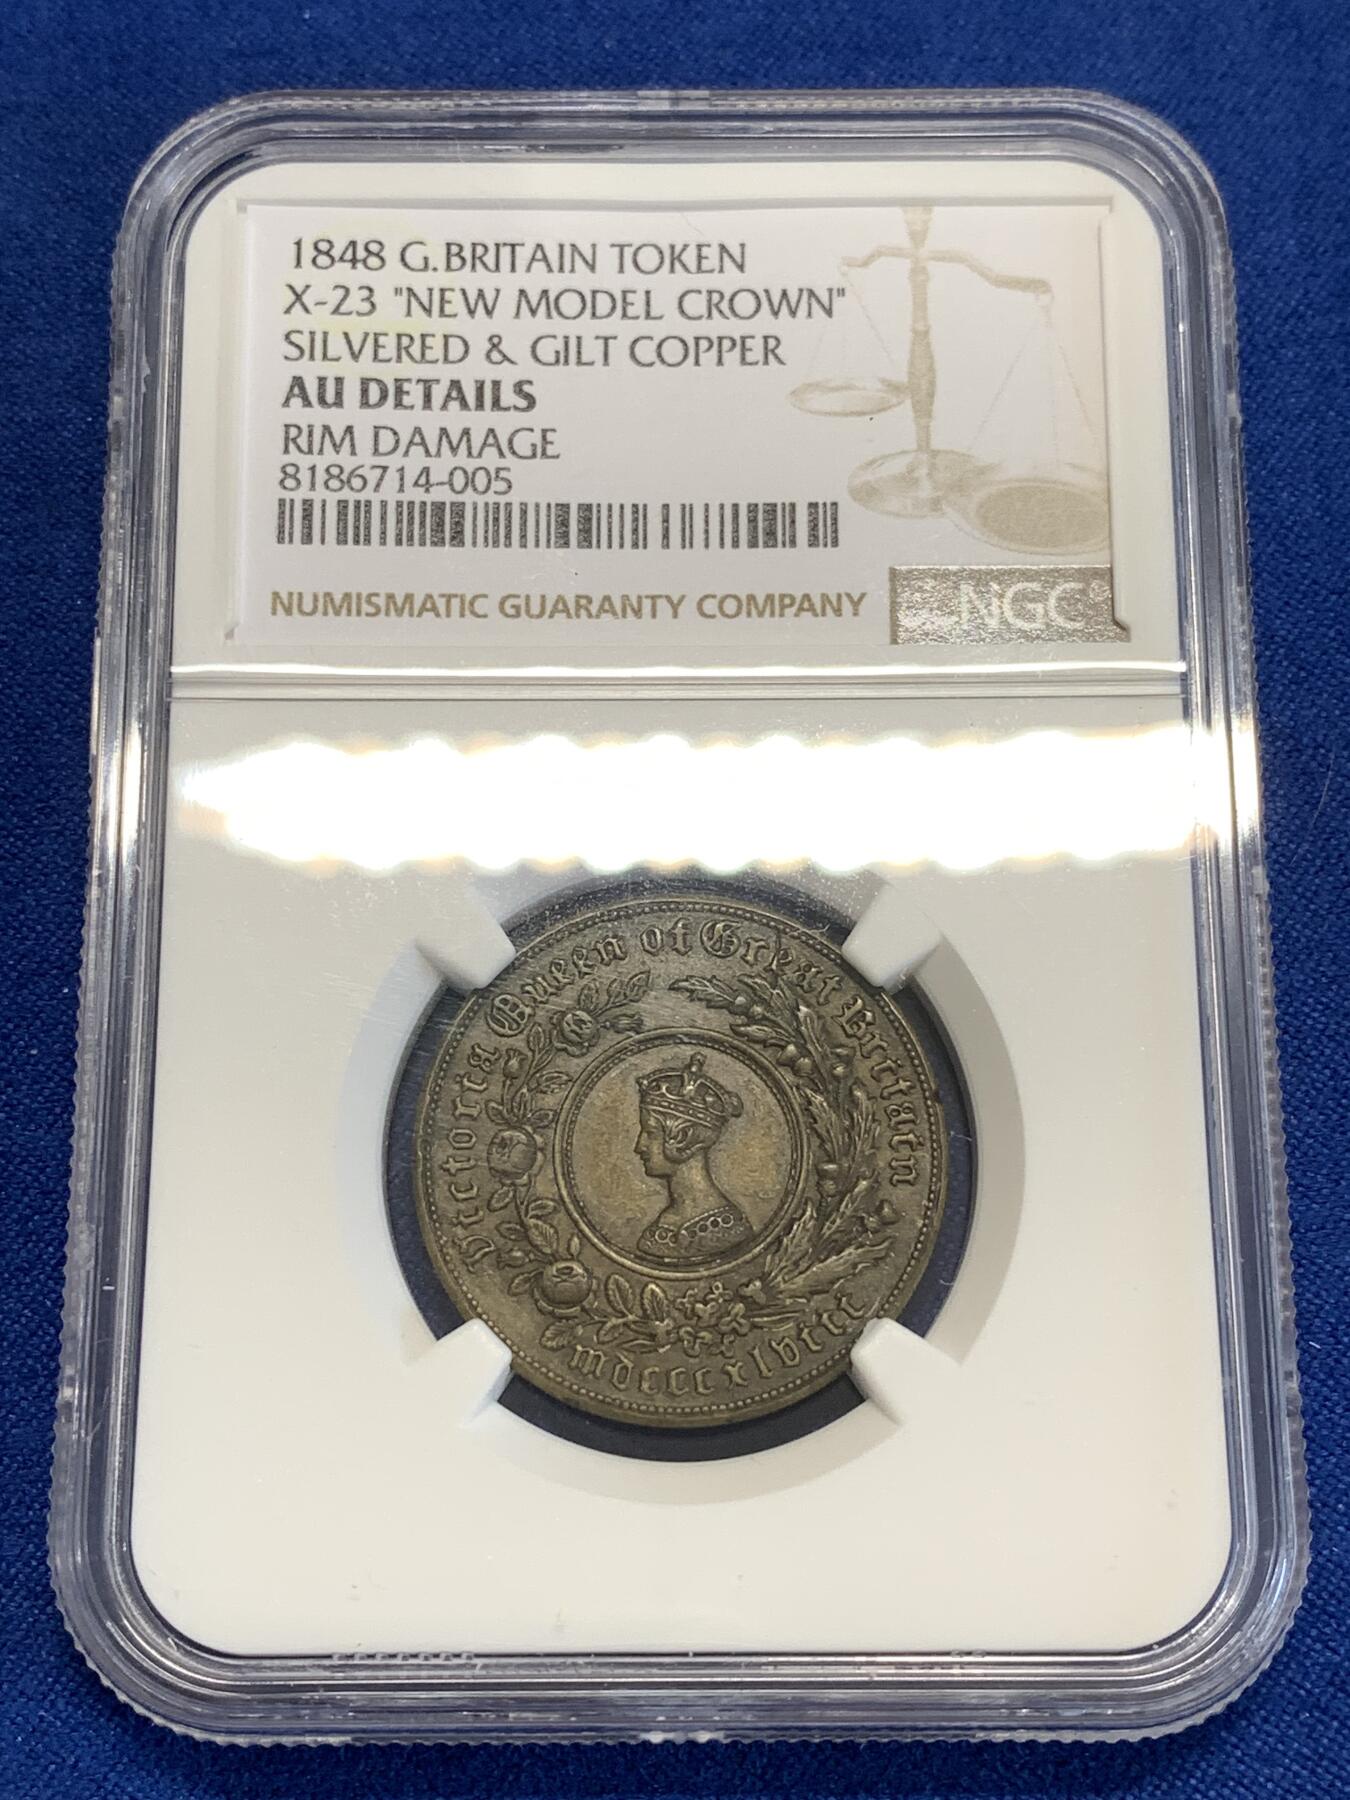 1848 G.BRITAIN TOKEN
X-23 "NEW MODEL CROWN"
SILVERED & GILT COPPER
AU DETAILS
RIM DAMAGE
8186714-005
NUMISMATIC GUARANTY COMPANY
NGC
Victoria Queen of Great Britain
mdcccxlviii